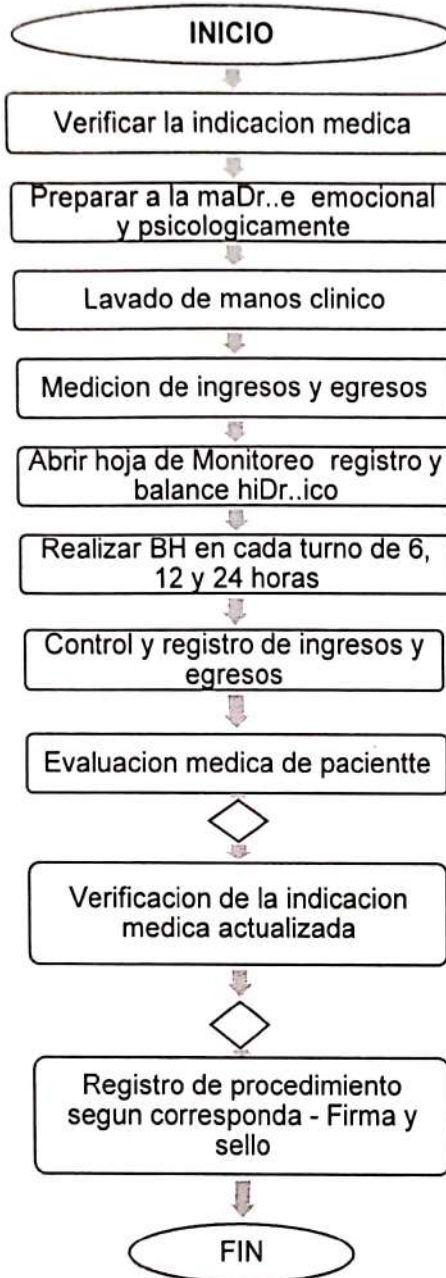 INICIO
Verificar la indicacion medica
Preparar a la maDr..e emocional
y psicologicamente
Lavado de manos clinico
Medicion de ingresos y egresos
Abrir hoja de Monitoreo registro y
balance hiDr..ico
Realizar BH en cada turno de 6,
12 y 24 horas
Control y registro de ingresos y
egresos
Evaluacion medica de pacientte
Verificacion de la indicacion
medica actualizada
Registro de procedimiento
segun corresponda - Firma y
sello
FIN